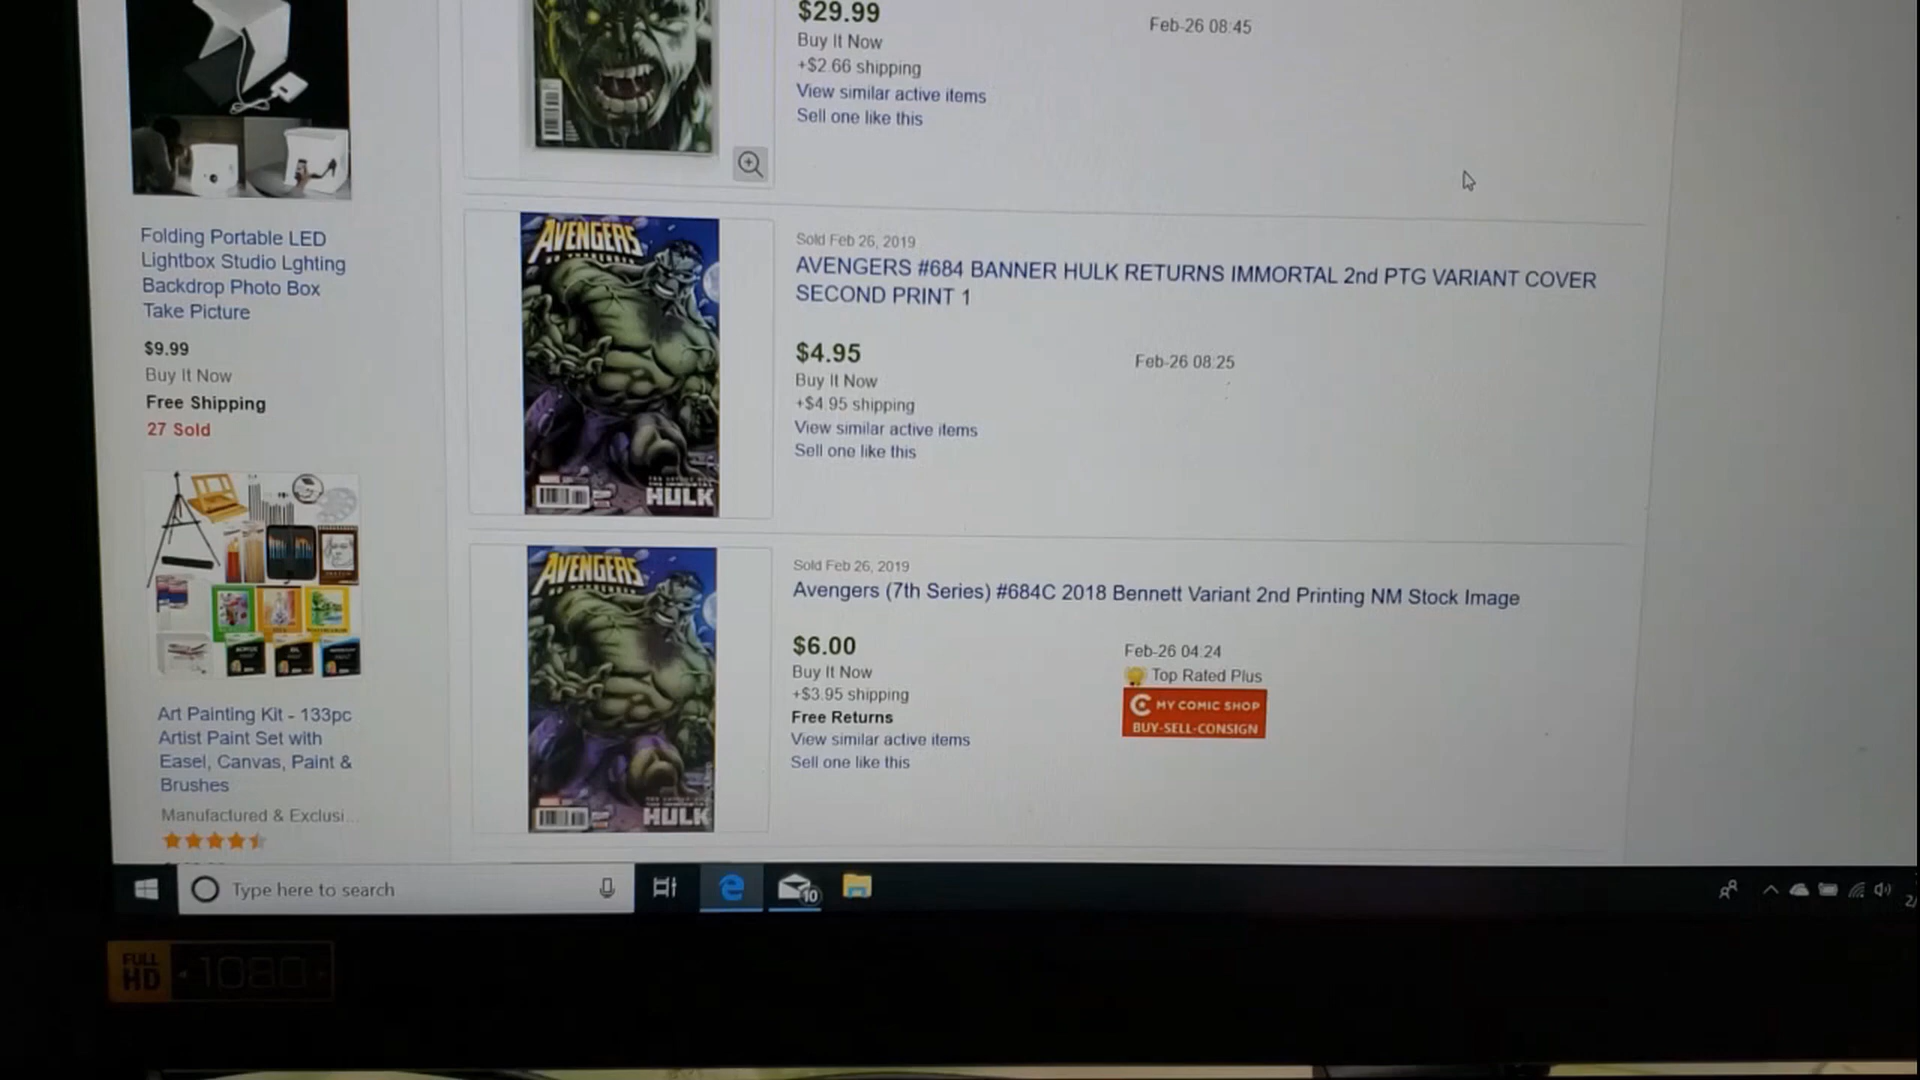 $29.99
Buy It Now
+$2.66 shipping
View similar active items
Sell one like this
Feb-26 08:45
Folding Portable LED
Lightbox Studio Lghting
Backdrop Photo Box
Take Picture
$9.99
Buy It Now
Free Shipping
27 Sold
Art Painting Kit - 133pc
Artist Paint Set with
Easel, Canvas, Paint &
Brushes
Manufactured & Exclusi...
AVENGERS
HULK
Sold Feb 26, 2019
AVENGERS #684 BANNER HULK RETURNS IMMORTAL 2nd PTG VARIANT COVER
SECOND PRINT 1
$4.95
Buy It Now
+$4.95 shipping
View similar active items
Sell one like this
Feb-26 08:25
AVENGERS
HULK
Sold Feb 26, 2019
Avengers (7th Series) #684C 2018 Bennett Variant 2nd Printing NM Stock Image
$6.00
Buy It Now
+$3.95 shipping
Free Returns
View similar active items
Sell one like this
Feb-26 04:24
Top Rated Plus
MY COMIC SHOP
BUY-SELL-CONSIGN
Type here to search
10
FULL
HD
1080